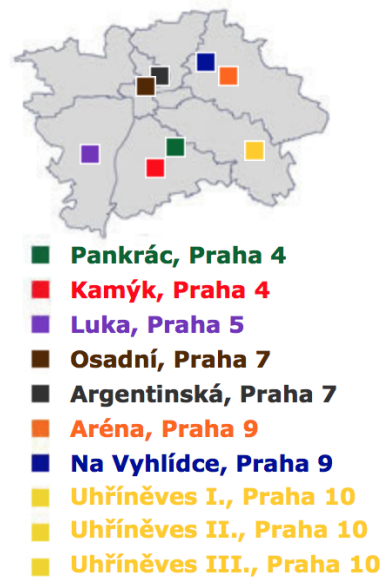 Pankrác, Praha 4
Kamýk, Praha 4
Luka, Praha 5
Osadní, Praha 7
Argentinská, Praha 7
Aréna, Praha 9
Na Vyhlídce, Praha 9
Uhříněves I., Praha 10
Uhříněves II., Praha 10
Uhříněves III., Praha 10